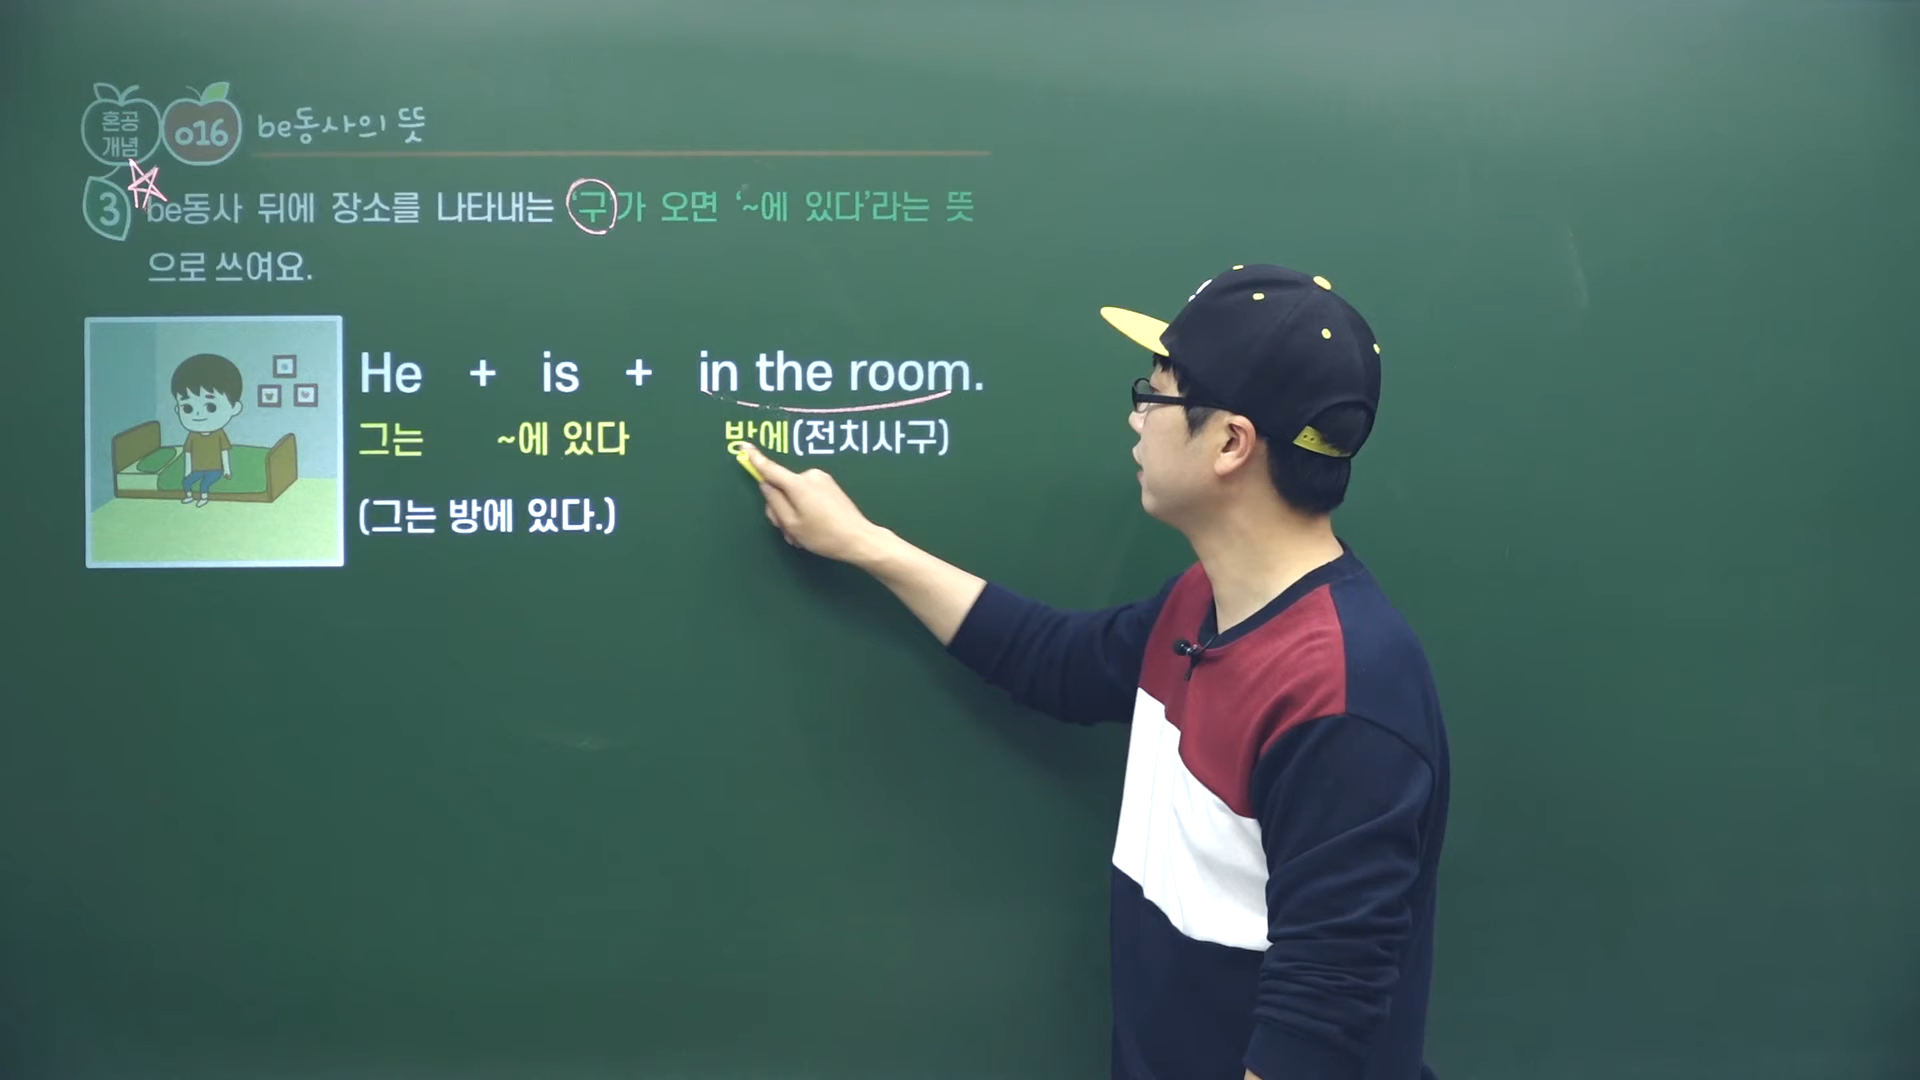 혼공
개념
016 be동사의 뜻
3 be동사 뒤에 장소를 나타내는 '구'가 오면 '~에 있다'라는 뜻
으로 쓰여요.
He + is + in the room.
그는 ~에 있다 방에(전치사구)
(그는 방에 있다.)